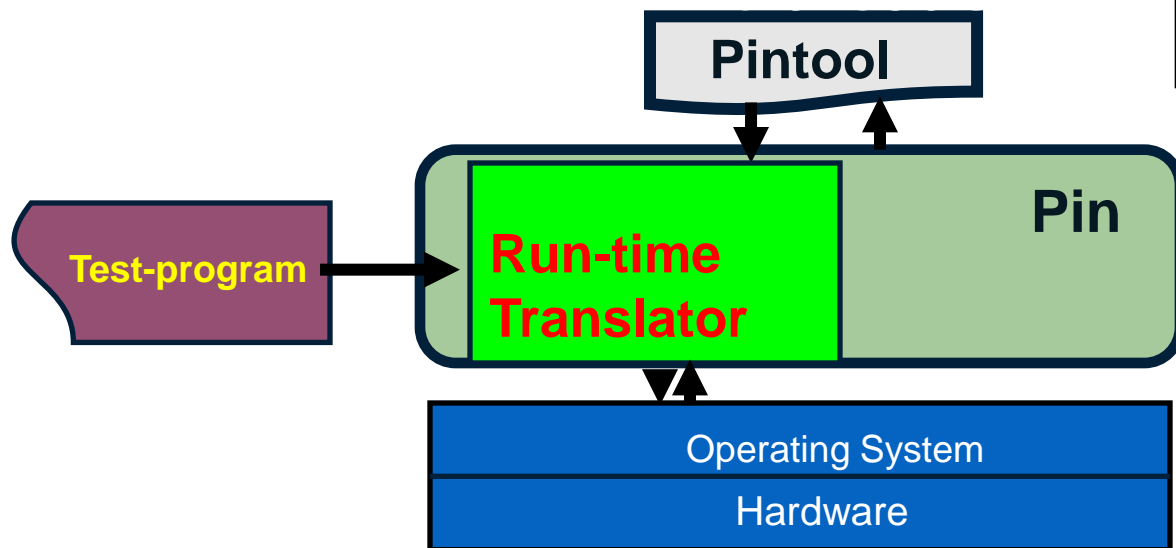 Pintool
Pin
Test-program
Run-time
Translator
Operating System
Hardware